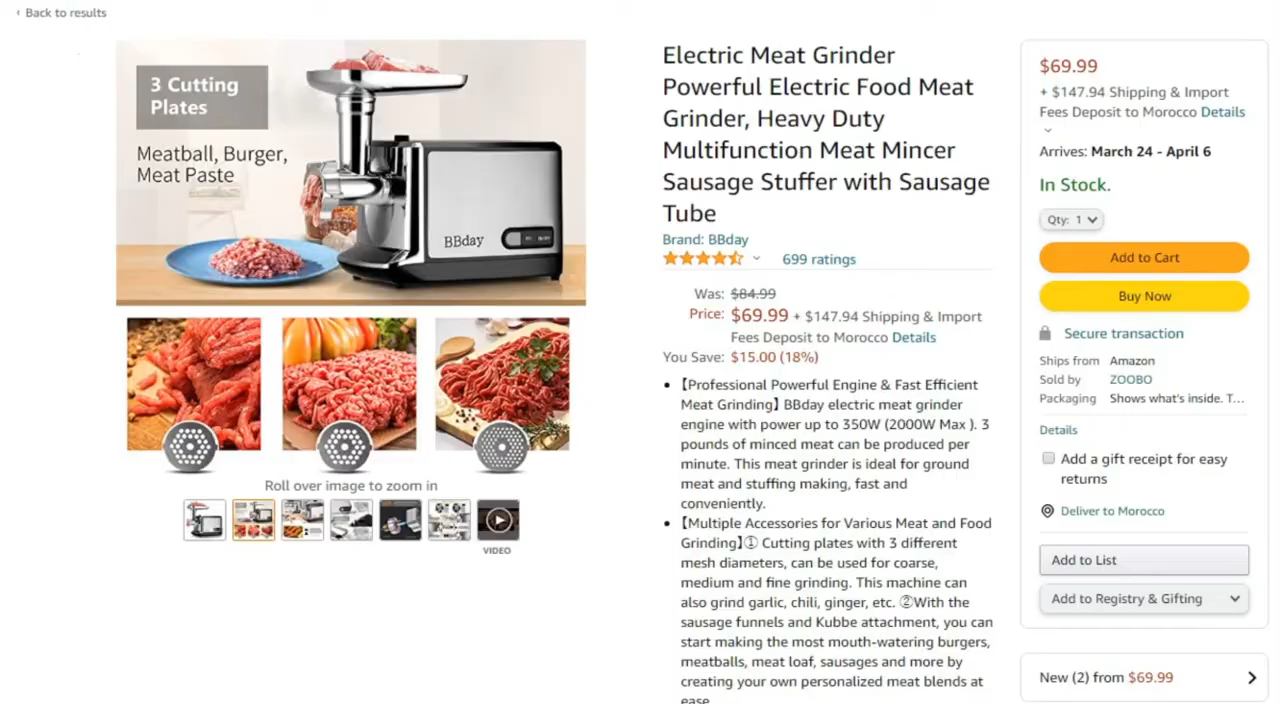 ‹ Back to results
3 Cutting
Plates
Meatball, Burger,
Meat Paste
BBday
Roll over image to zoom in
VIDEO
Electric Meat Grinder
Powerful Electric Food Meat
Grinder, Heavy Duty
Multifunction Meat Mincer
Sausage Stuffer with Sausage
Tube
Brand: BBday
699 ratings
Was: $84.99
Price: $69.99 + $147.94 Shipping & Import
Fees Deposit to Morocco Details
You Save: $15.00 (18%)
• 【Professional Powerful Engine & Fast Efficient
Meat Grinding】 BBday electric meat grinder
engine with power up to 350W (2000W Max ). 3
pounds of minced meat can be produced per
minute. This meat grinder is ideal for ground
meat and stuffing making, fast and
conveniently.
• 【Multiple Accessories for Various Meat and Food
Grinding】① Cutting plates with 3 different
mesh diameters, can be used for coarse,
medium and fine grinding. This machine can
also grind garlic, chili, ginger, etc. ②With the
sausage funnels and Kubbe attachment, you can
start making the most mouth-watering burgers,
meatballs, meat loaf, sausages and more by
creating your own personalized meat blends at
ease
$69.99
+ $147.94 Shipping & Import
Fees Deposit to Morocco Details
Arrives: March 24 - April 6
In Stock.
Qty: 1
Add to Cart
Buy Now
Secure transaction
Ships from Amazon
Sold by ZOOBO
Packaging Shows what's inside. T...
Details
Add a gift receipt for easy
returns
Deliver to Morocco
Add to List
Add to Registry & Gifting
New (2) from $69.99